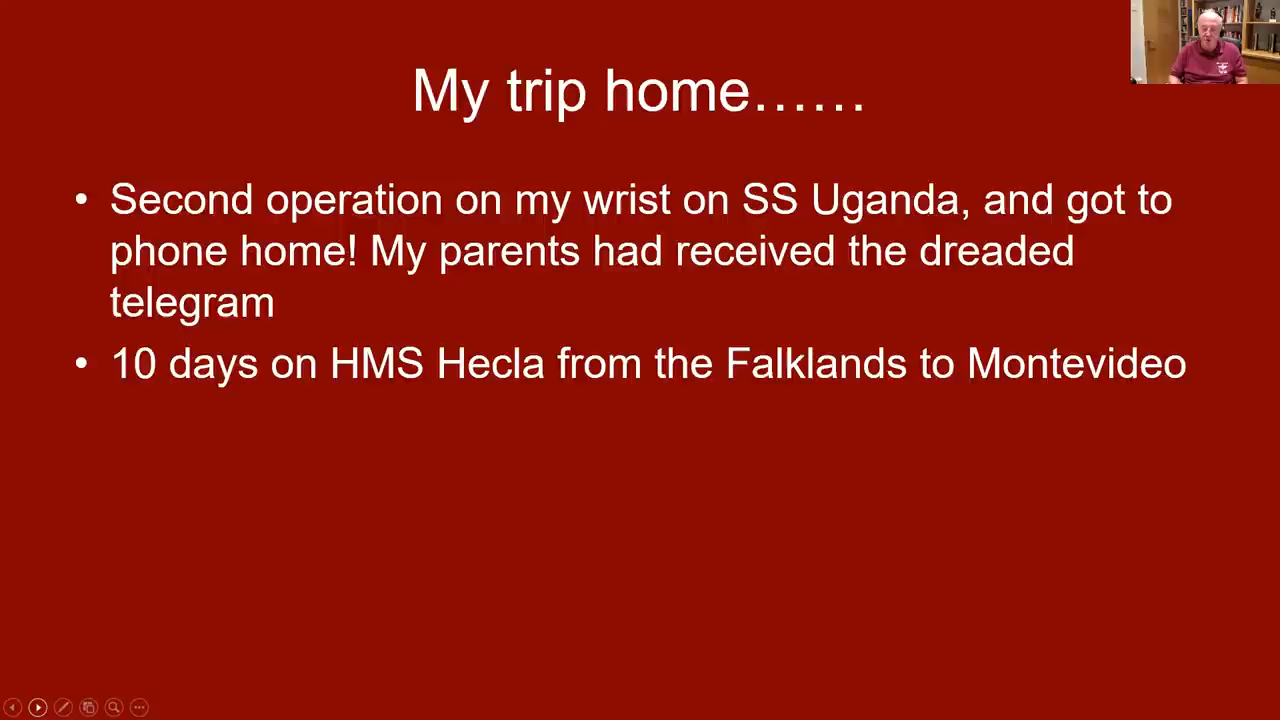 My trip home……
• Second operation on my wrist on SS Uganda, and got to
phone home! My parents had received the dreaded
telegram
• 10 days on HMS Hecla from the Falklands to Montevideo